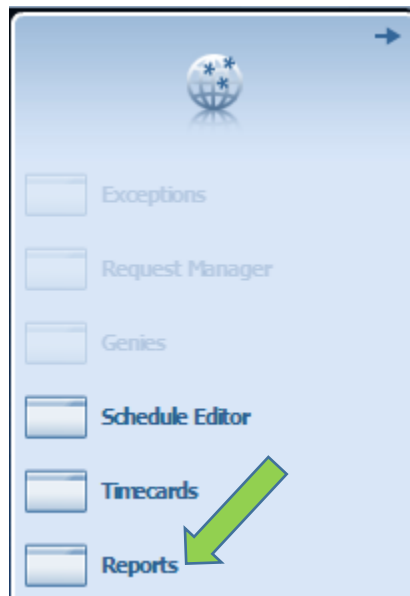 Exceptions
Request Manager
Genies
Schedule Editor
Timecards
Reports